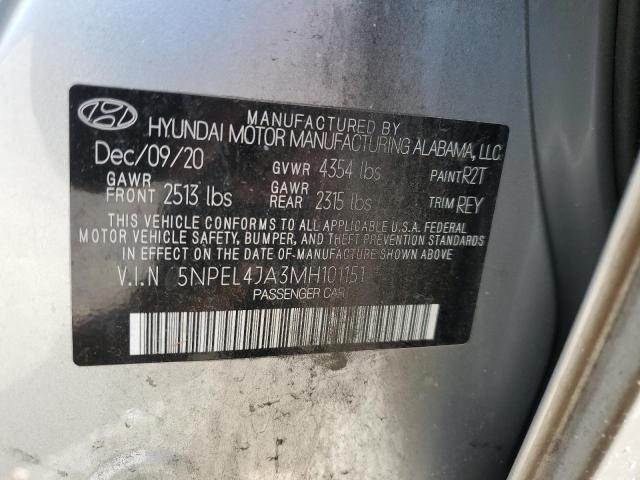 MANUFACTURED BY
HYUNDAI MOTOR MANUFACTURING ALABAMA, LLC
Dec/09/20 GVWR 4354 lbs PAINT R2T
GAWR FRONT 2513 lbs GAWR REAR 2315 lbs TRIM REY
THIS VEHICLE CONFORMS TO ALL APPLICABLE U.S.A. FEDERAL
MOTOR VEHICLE SAFETY, BUMPER, AND THEFT PREVENTION STANDARDS IN EFFECT ON THE DATE OF MANUFACTURE SHOWN ABOVE
V.I.N 5NPEL4JA3MH101151
PASSENGER CAR